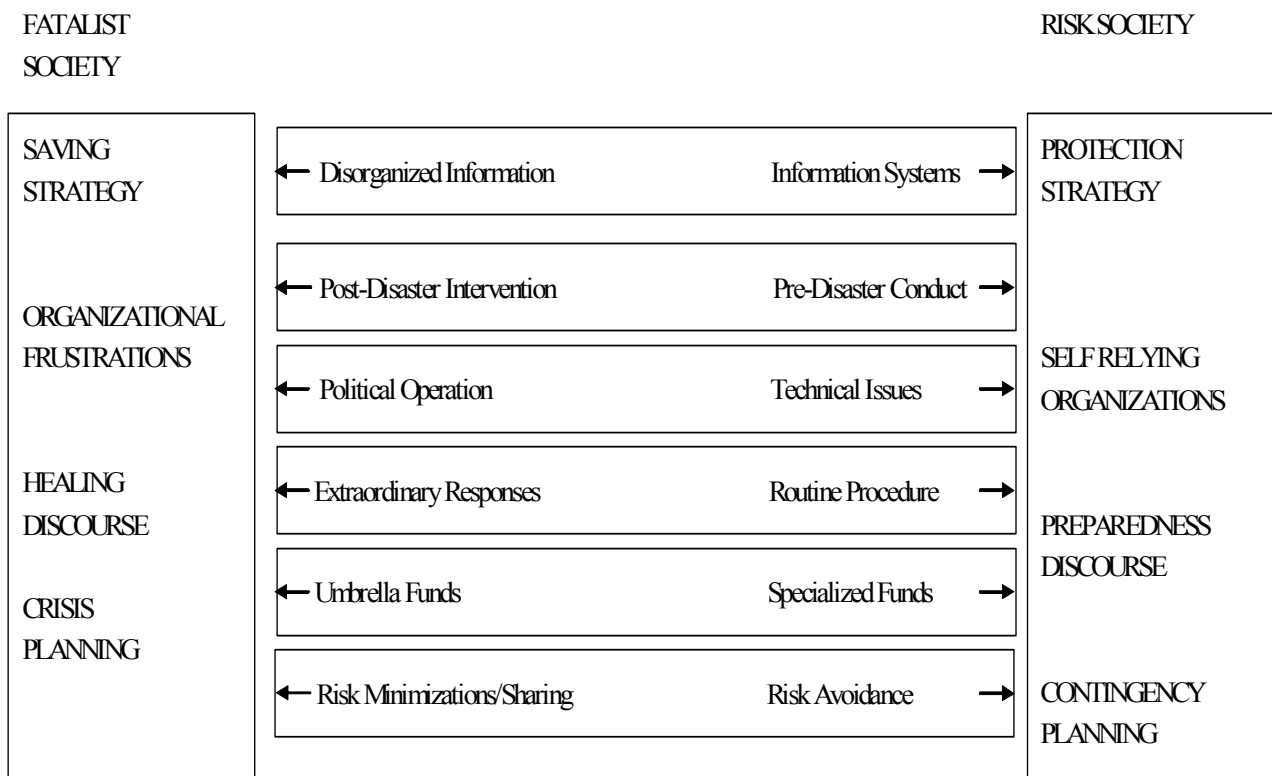 FATALIST
SOCIETY
RISK SOCIETY
SAVING
STRATEGY
ORGANIZATIONAL
FRUSTRATIONS
HEALING
DISCOURSE
CRISIS
PLANNING
Disorganized Information Information Systems
Post-Disaster Intervention Pre-Disaster Conduct
Political Operation Technical Issues
Extraordinary Responses Routine Procedure
Umbrella Funds Specialized Funds
Risk Minimizations/Sharing Risk Avoidance
PROTECTION
STRATEGY
SELF RELYING
ORGANIZATIONS
PREPAREDNESS
DISCOURSE
CONTINGENCY
PLANNING